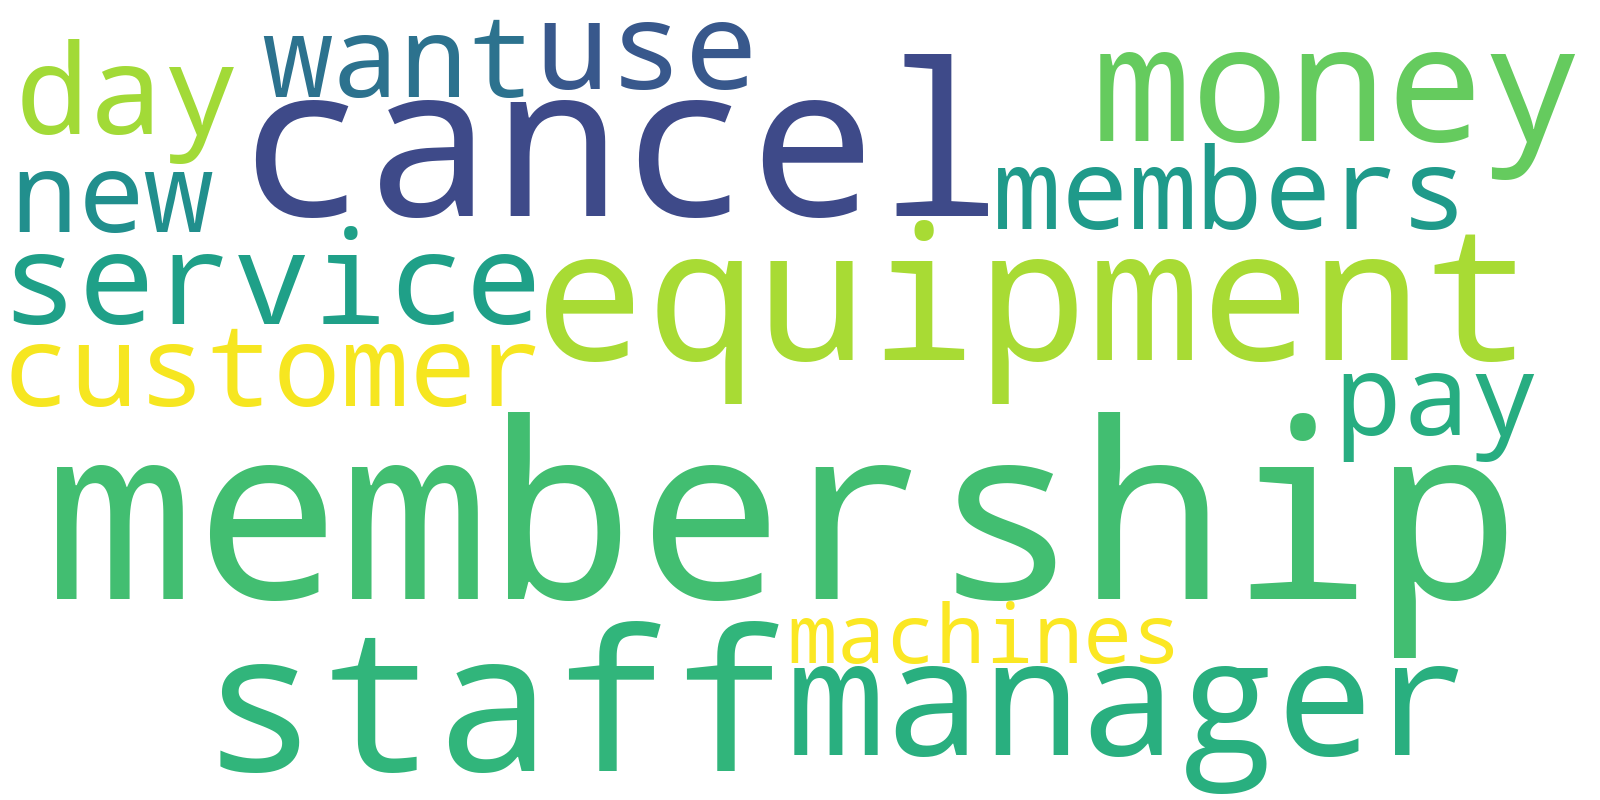 day want use cancel money
new members
service equipment
customer pay
membership
staff machines
manager